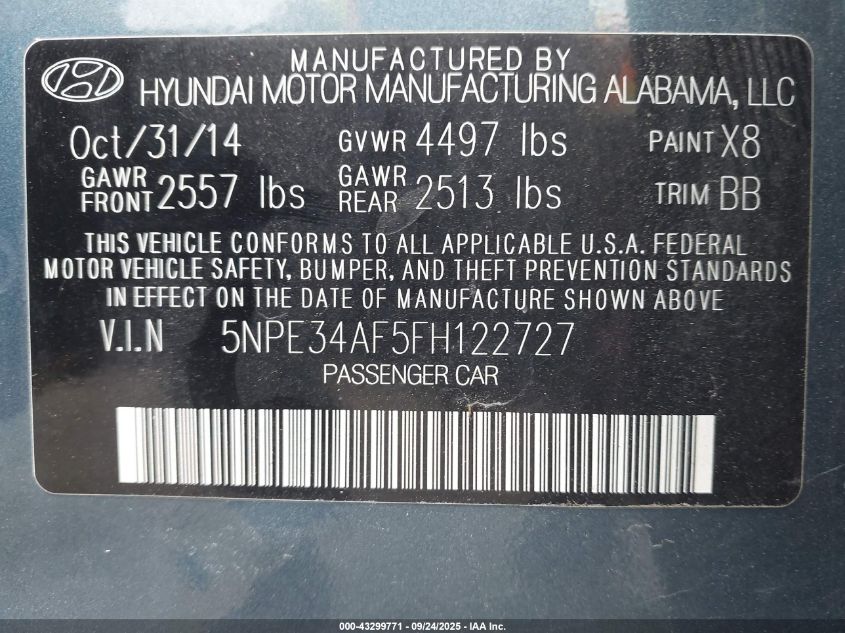 MANUFACTURED BY
HYUNDAI MOTOR MANUFACTURING ALABAMA, LLC
Oct/31/14 GVWR 4497 lbs PAINT X8
GAWR FRONT 2557 lbs GAWR REAR 2513 lbs TRIM BB
THIS VEHICLE CONFORMS TO ALL APPLICABLE U.S.A. FEDERAL
MOTOR VEHICLE SAFETY, BUMPER, AND THEFT PREVENTION STANDARDS
IN EFFECT ON THE DATE OF MANUFACTURE SHOWN ABOVE.
V.I.N 5NPE34AF5FH122727
PASSENGER CAR
000-43299771 - 09/24/2025 - IAA Inc.